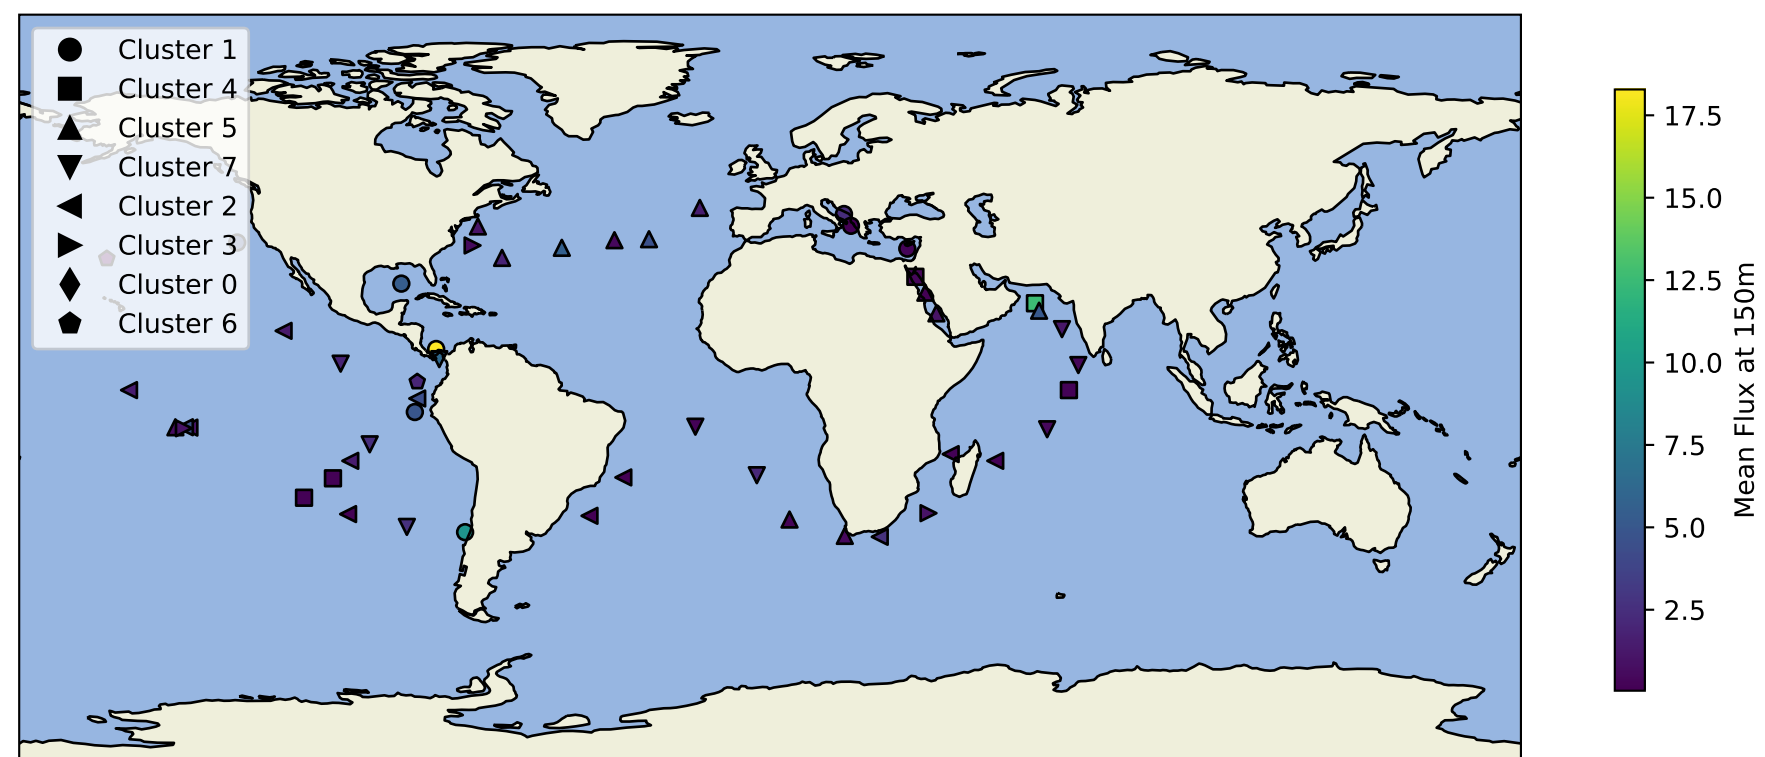 Cluster 1
Cluster 4
Cluster 5
Cluster 7
Cluster 2
Cluster 3
Cluster 0
Cluster 6
17.5
15.0
12.5
10.0
7.5
5.0
2.5
Mean Flux at 150m